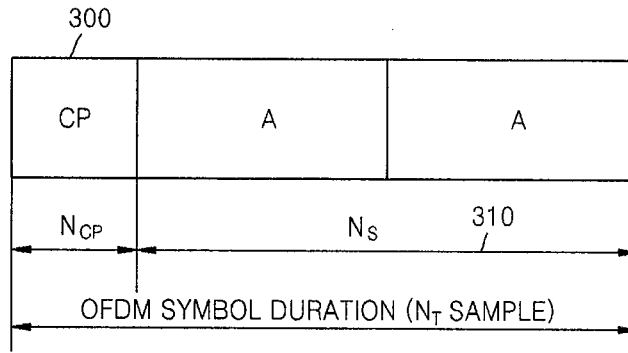 300
CP A A
N_CP N_S 310
OFDM SYMBOL DURATION (N_T SAMPLE)